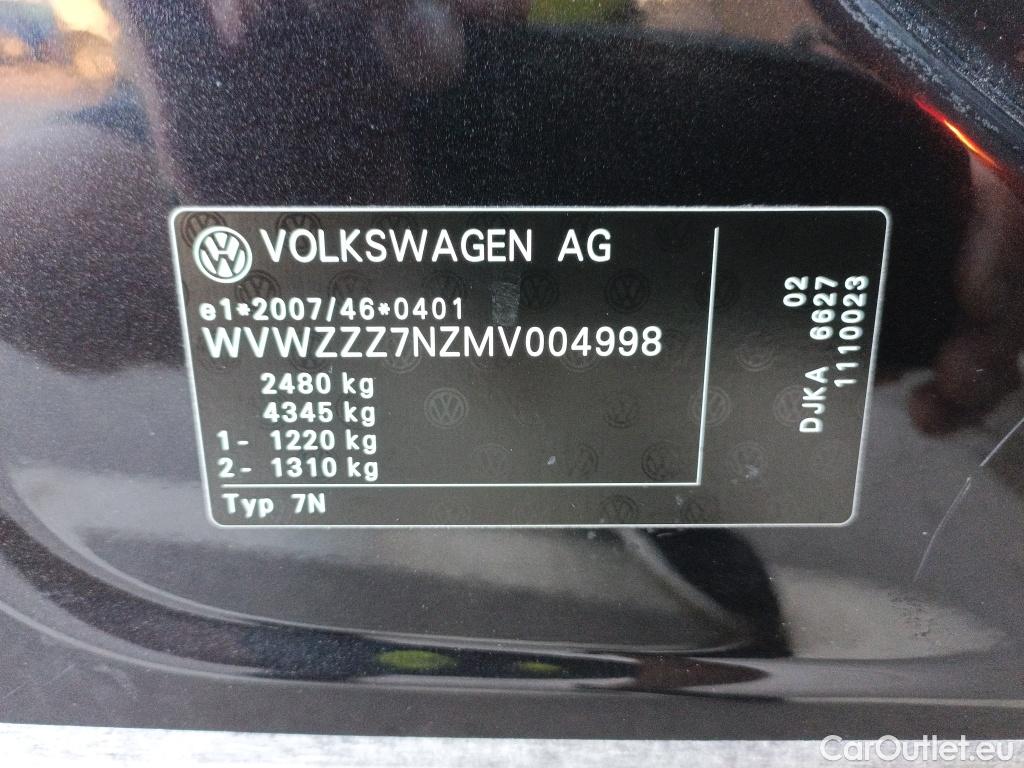 VOLKSWAGEN AG
e1*2007/46*0401
WVWZZZ7NZMV004998
2480 kg
4345 kg
1- 1220 kg
2- 1310 kg
Typ 7N
02
DJKA 6627
1110023
CarOutlet.eu